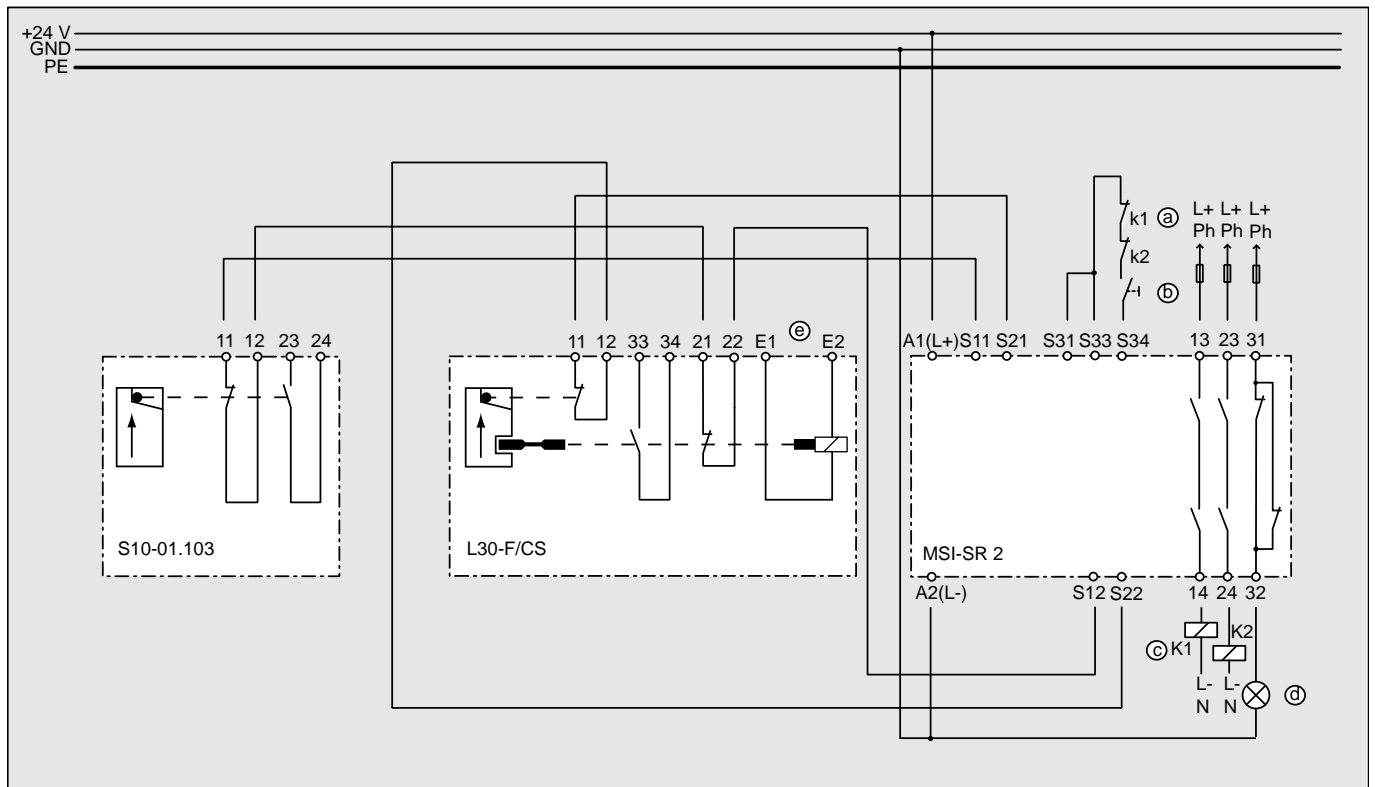 +24 V
GND
PE
k1 ⓐ
k2
ⓑ
L+ L+ L+
Ph Ph Ph
11 12 23 24
11 12 33 34 21 22 E1 ⓔ E2
A1(L+) S11 S21 S31 S33 S34 13 23 31
S10-01.103
L30-F/CS
MSI-SR 2
A2(L-) S12 S22 14 24 32
ⓒ K1 K2
L- L-
N N
ⓓ